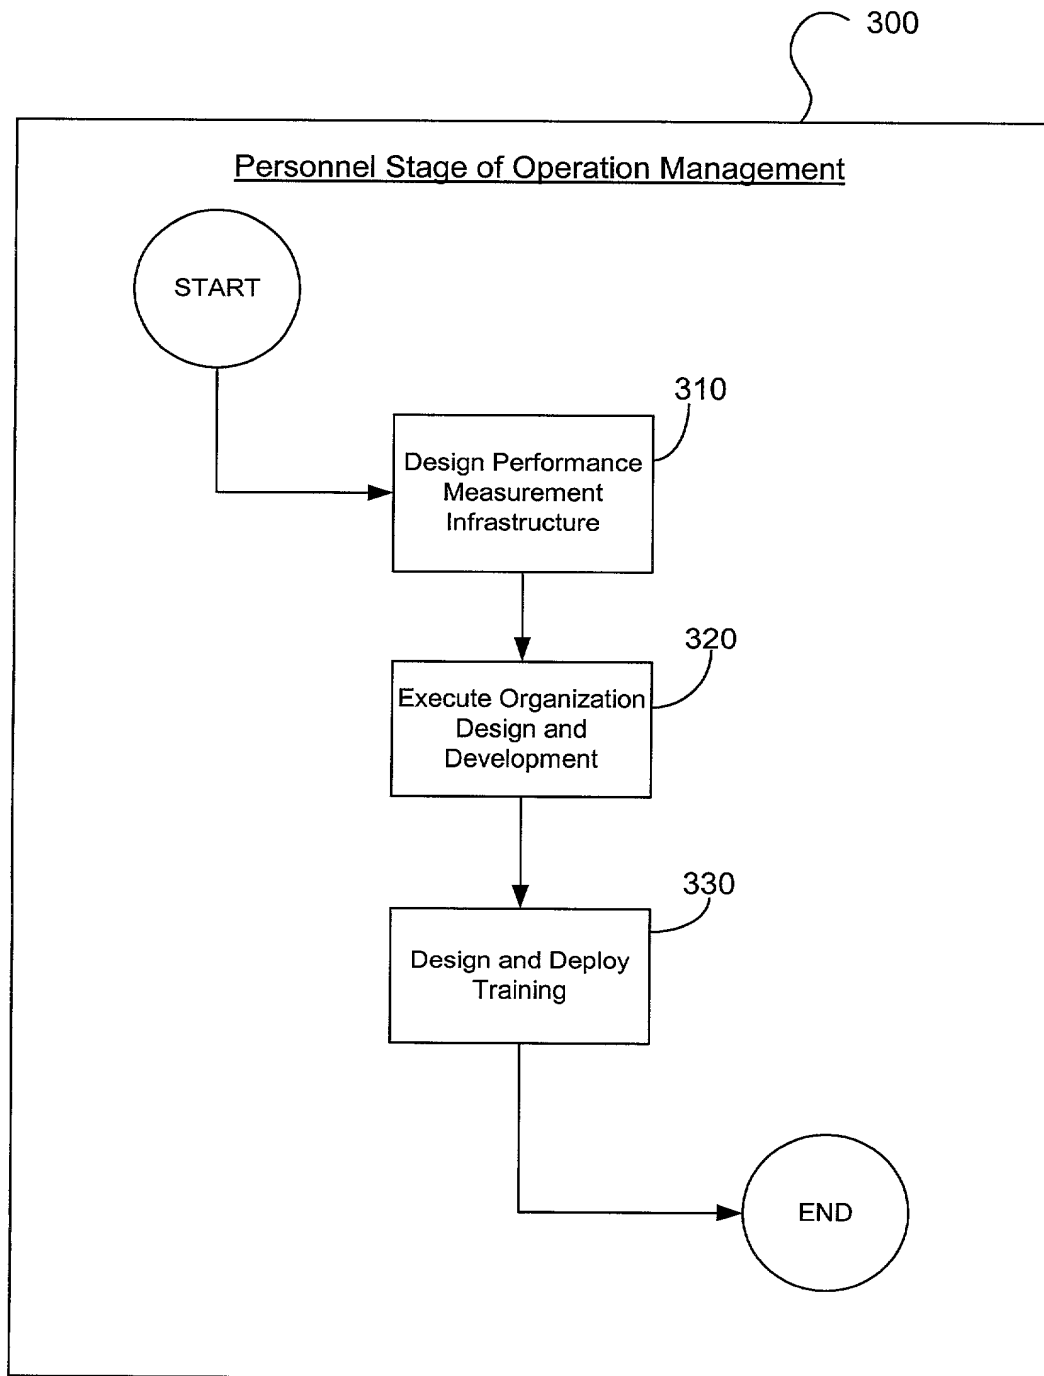 300
Personnel Stage of Operation Management
START
310
Design Performance
Measurement
Infrastructure
320
Execute Organization
Design and
Development
330
Design and Deploy
Training
END